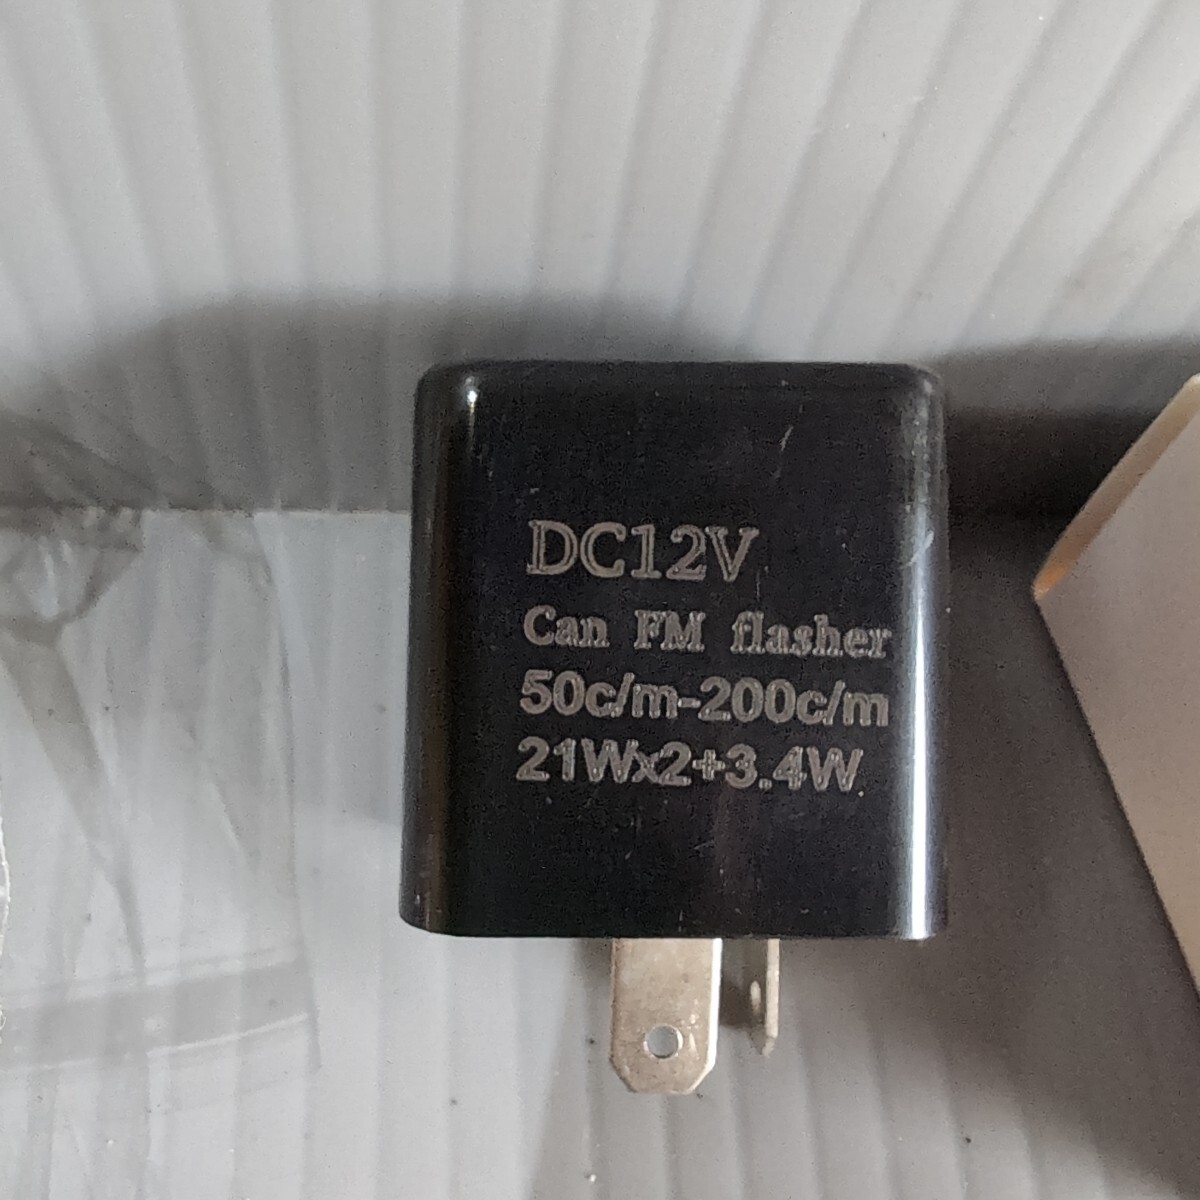 DC12V
Can FM flasher
50c/m-200c/m
21Wx2+3.4W